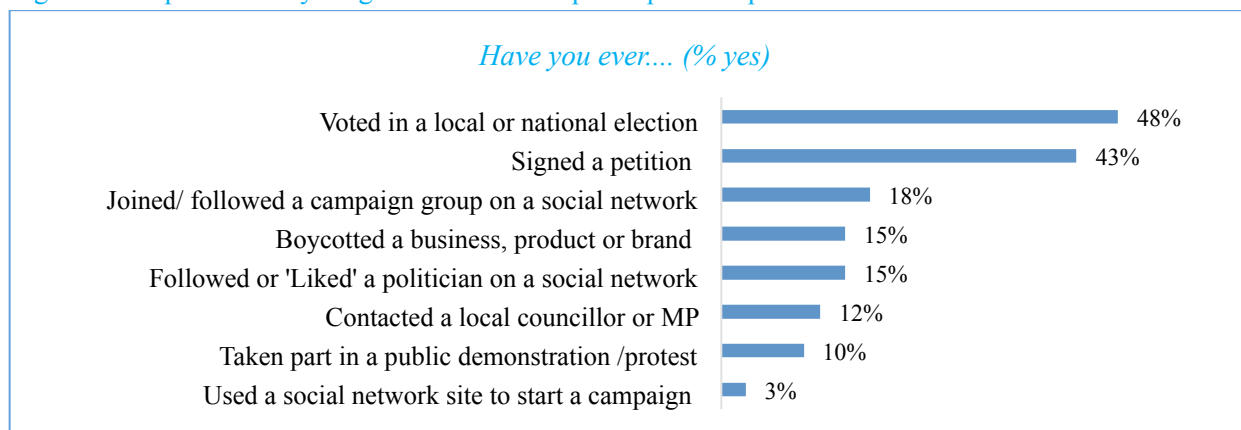 Have you ever.... (% yes)
Voted in a local or national election 48%
Signed a petition 43%
Joined/ followed a campaign group on a social network 18%
Boycotted a business, product or brand 15%
Followed or 'Liked' a politician on a social network 15%
Contacted a local councillor or MP 12%
Taken part in a public demonstration /protest 10%
Used a social network site to start a campaign 3%